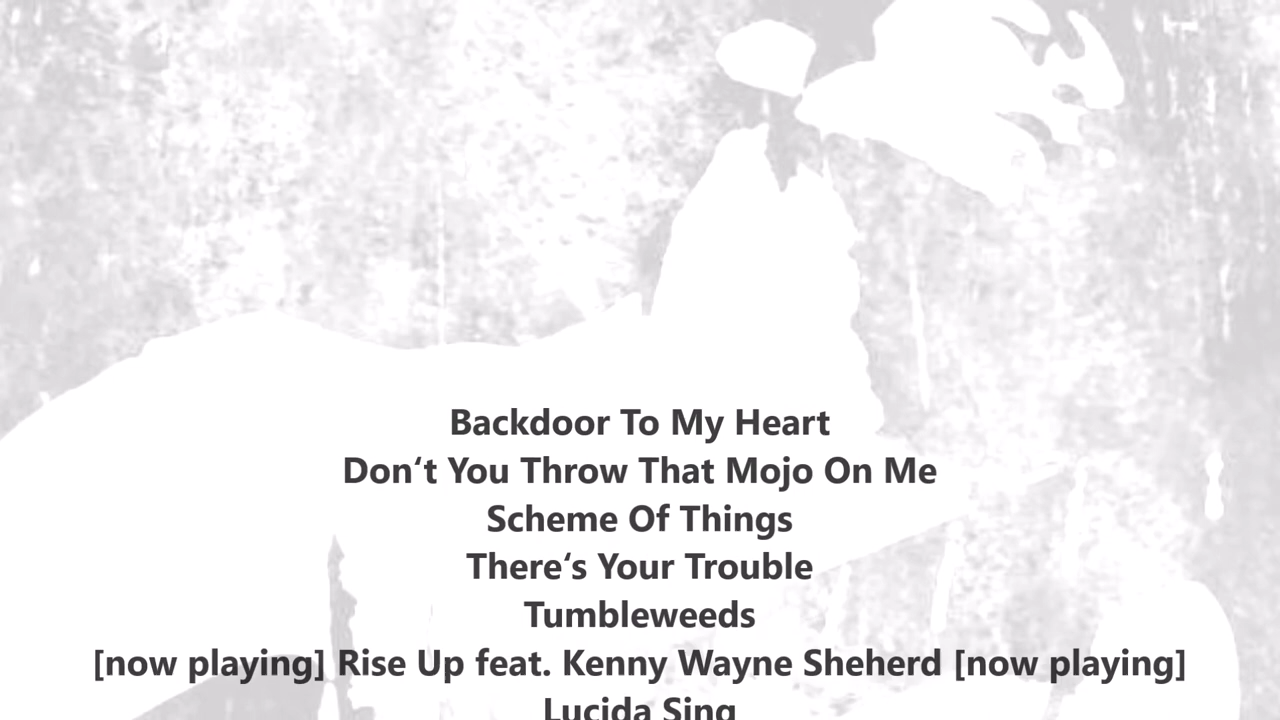 Backdoor To My Heart
Don‘t You Throw That Mojo On Me
Scheme Of Things
There‘s Your Trouble
Tumbleweeds
[now playing] Rise Up feat. Kenny Wayne Sheherd [now playing]
Lucida Sing